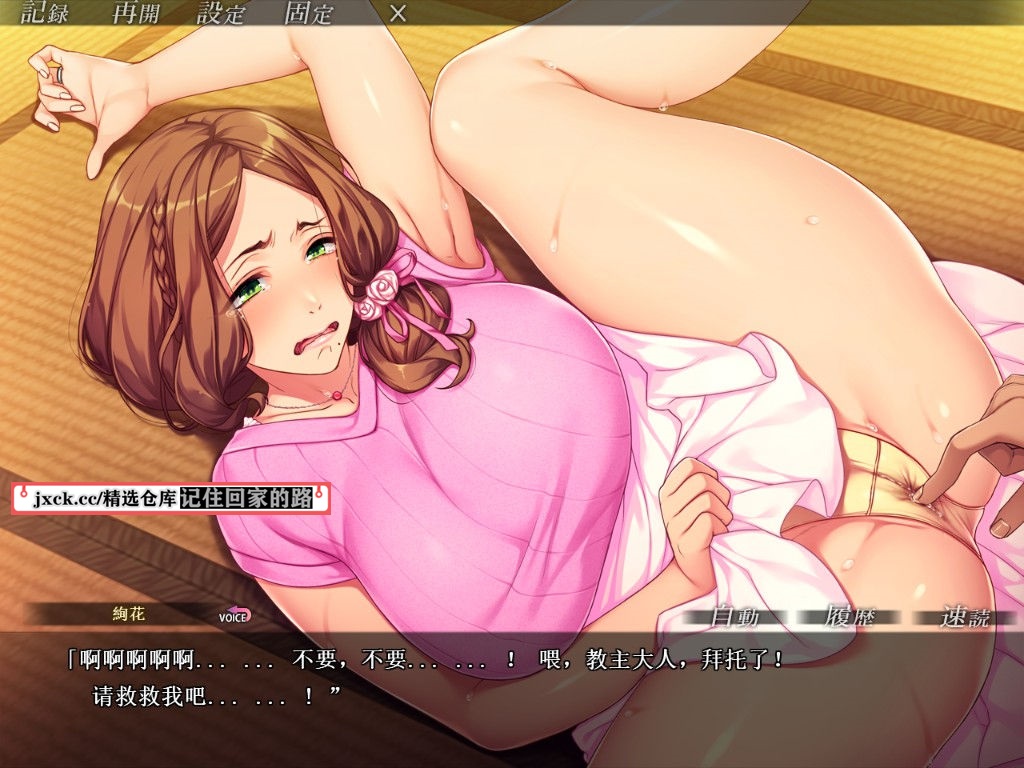 記録 再開 設定 固定 ×
jxck.cc/精选仓库 记住回家的路
絢花 VOICE 自動 履歴 速読
「啊啊啊啊啊... ... 不要，不要... ... ！ 喂，教主大人，拜托了！
请救救我吧... ... ！ ”